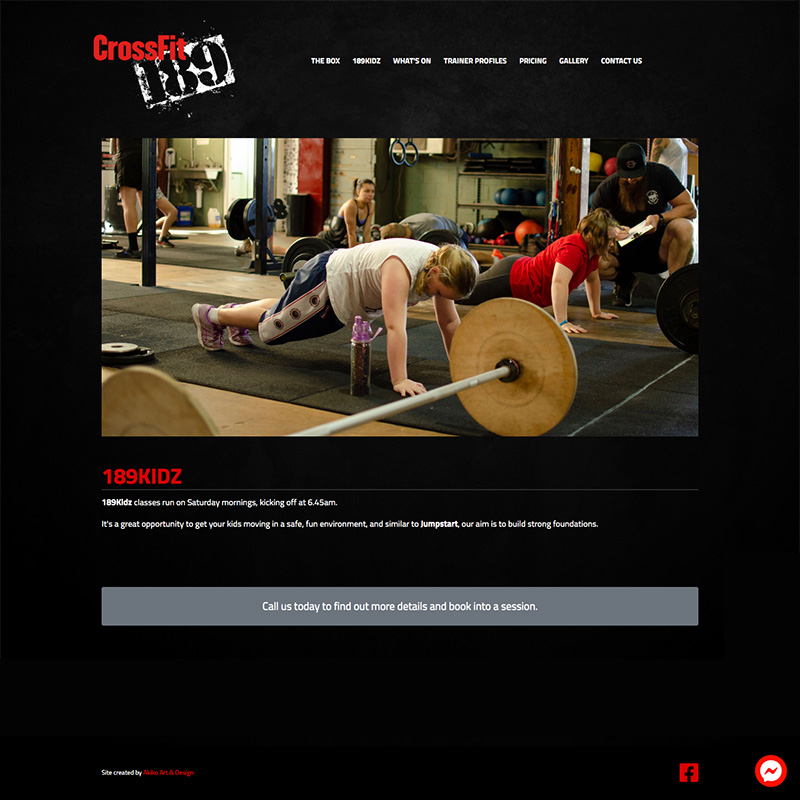 CrossFit
189
THE BOX 189KIDZ WHAT'S ON TRAINER PROFILES PRICING GALLERY CONTACT US
189KIDZ
189KIdz classes run on Saturday mornings, kicking off at 6.45am.
It's a great opportunity to get your kids moving in a safe, fun environment, and similar to Jumpstart, our aim is to build strong foundations.
Call us today to find out more details and book into a session.
Site created by Akiko Art & Design